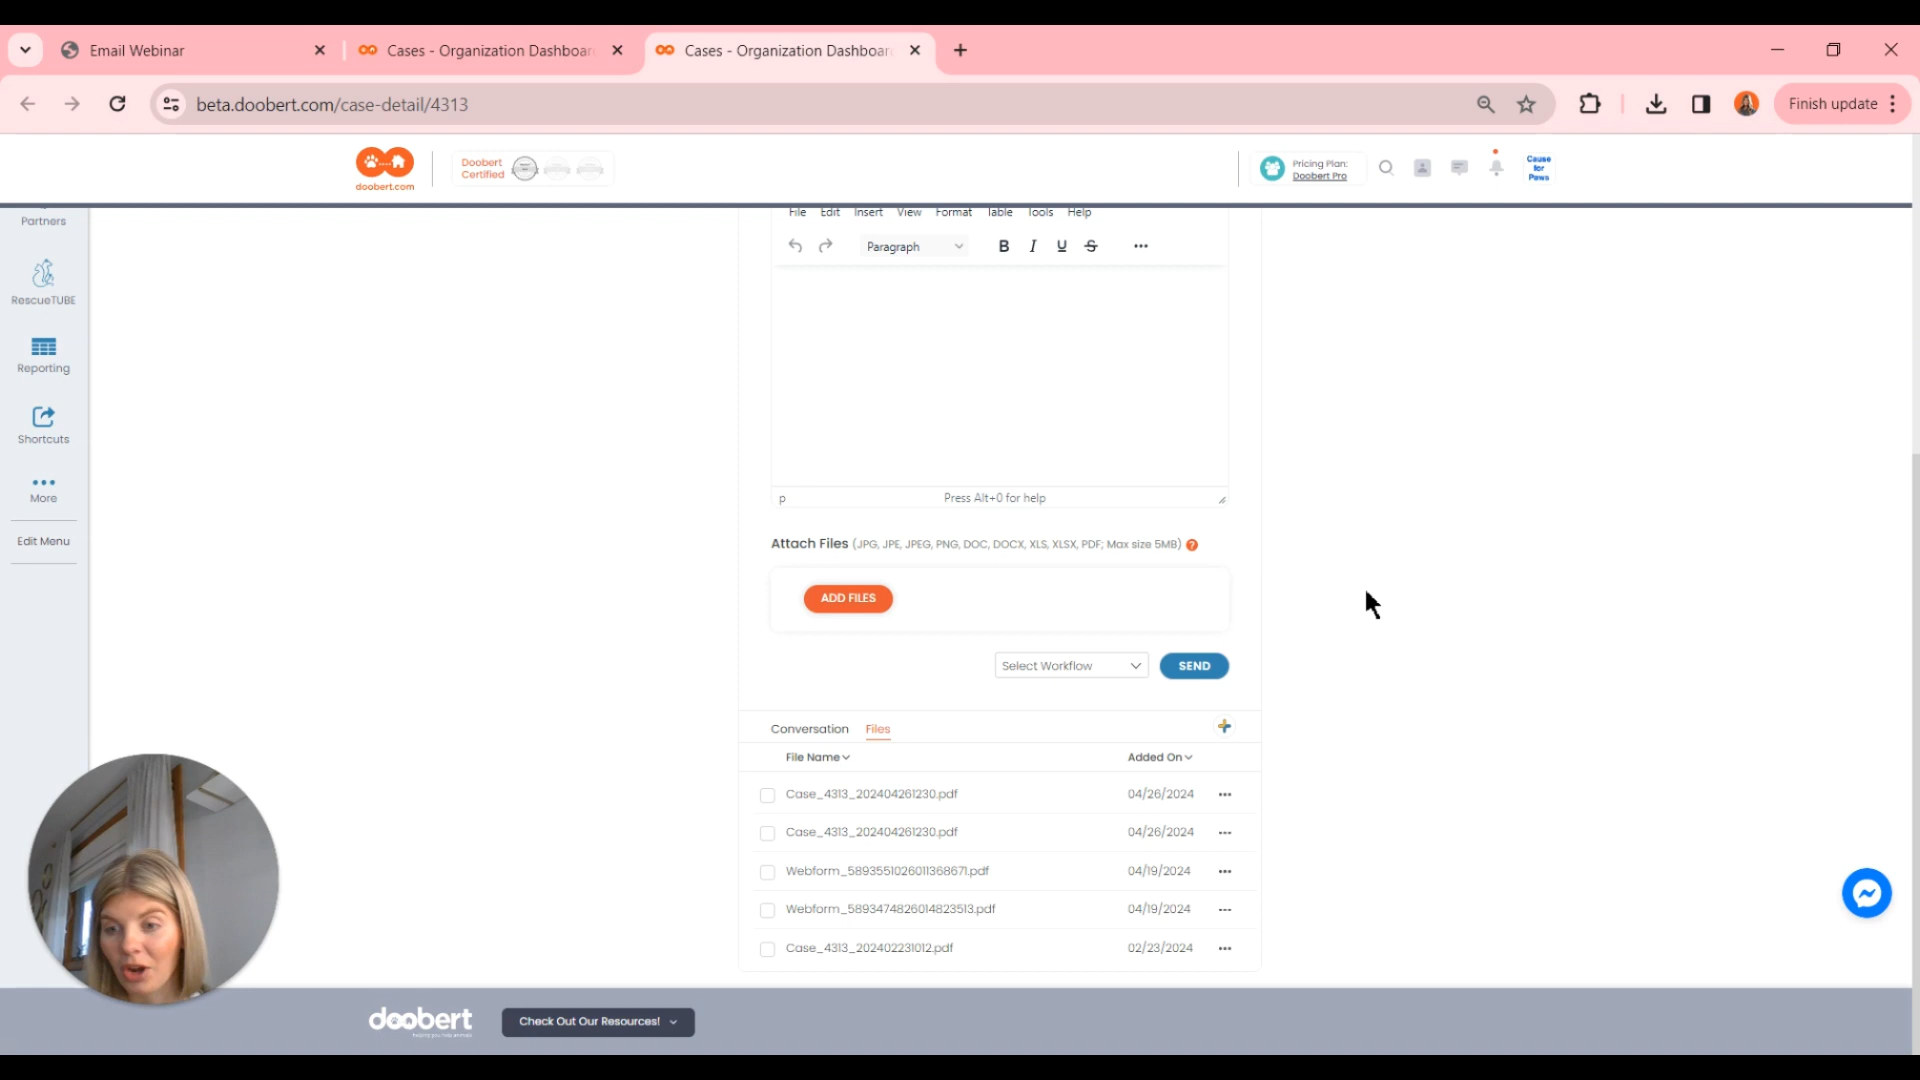 Email Webinar
Cases - Organization Dashboar
Cases - Organization Dashboar
beta.doobert.com/case-detail/4313
Finish update
doobert.com
Doobert
Certified
Pricing Plan:
Doobert Pro
Cause
for
Paws
Partners
RescueTUBE
Reporting
Shortcuts
More
Edit Menu
File Edit Insert View Format Table Tools Help
Paragraph
B I U S
p
Press Alt+0 for help
Attach Files (JPG, JPE, JPEG, PNG, DOC, DOCX, XLS, XLSX, PDF; Max size 5MB) ?
ADD FILES
Select Workflow
SEND
Conversation Files
File Name Added On
Case_4313_202404261230.pdf 04/26/2024
Case_4313_202404261230.pdf 04/26/2024
Webform_5893551026011368671.pdf 04/19/2024
Webform_5893474826014823513.pdf 04/19/2024
Case_4313_202402231012.pdf 02/23/2024
doobert
helping you help animals
Check Out Our Resources!